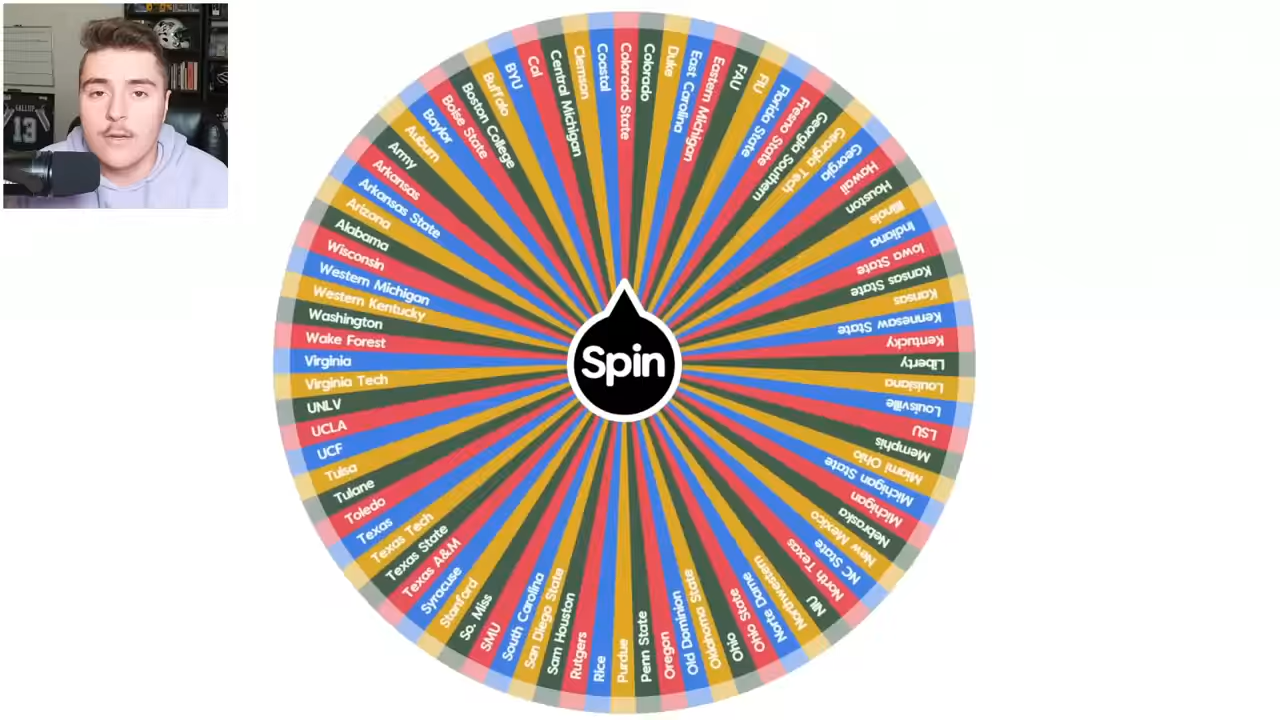 GALLUP
13
Spin
Colorado State
Colorado
Duke
East Carolina
Eastern Michigan
FAU
FIU
Florida State
Fresno State
Georgia Southern
Georgia Tech
Georgia
Hawaii
Houston
Illinois
Indiana
Iowa State
Kansas State
Kansas
Kennesaw State
Kentucky
Liberty
Louisiana
Louisville
LSU
Memphis
Miami Ohio
Michigan State
Michigan
Nebraska
New Mexico
NC State
North Texas
NIU
Northwestern
Norte Dame
Ohio State
Ohio
Oklahoma State
Old Dominion
Oregon
Penn State
Purdue
Rice
Rutgers
Sam Houston
San Diego State
South Carolina
SMU
So. Miss
Stanford
Syracuse
Texas A&M
Texas State
Texas Tech
Texas
Toledo
Tulane
Tulsa
UCF
UCLA
UNLV
Virginia Tech
Virginia
Wake Forest
Washington
Western Kentucky
Western Michigan
Wisconsin
Alabama
Arizona
Arkansas State
Arkansas
Army
Auburn
Baylor
Boise State
Boston College
Buffalo
BYU
Cal
Central Michigan
Clemson
Coastal